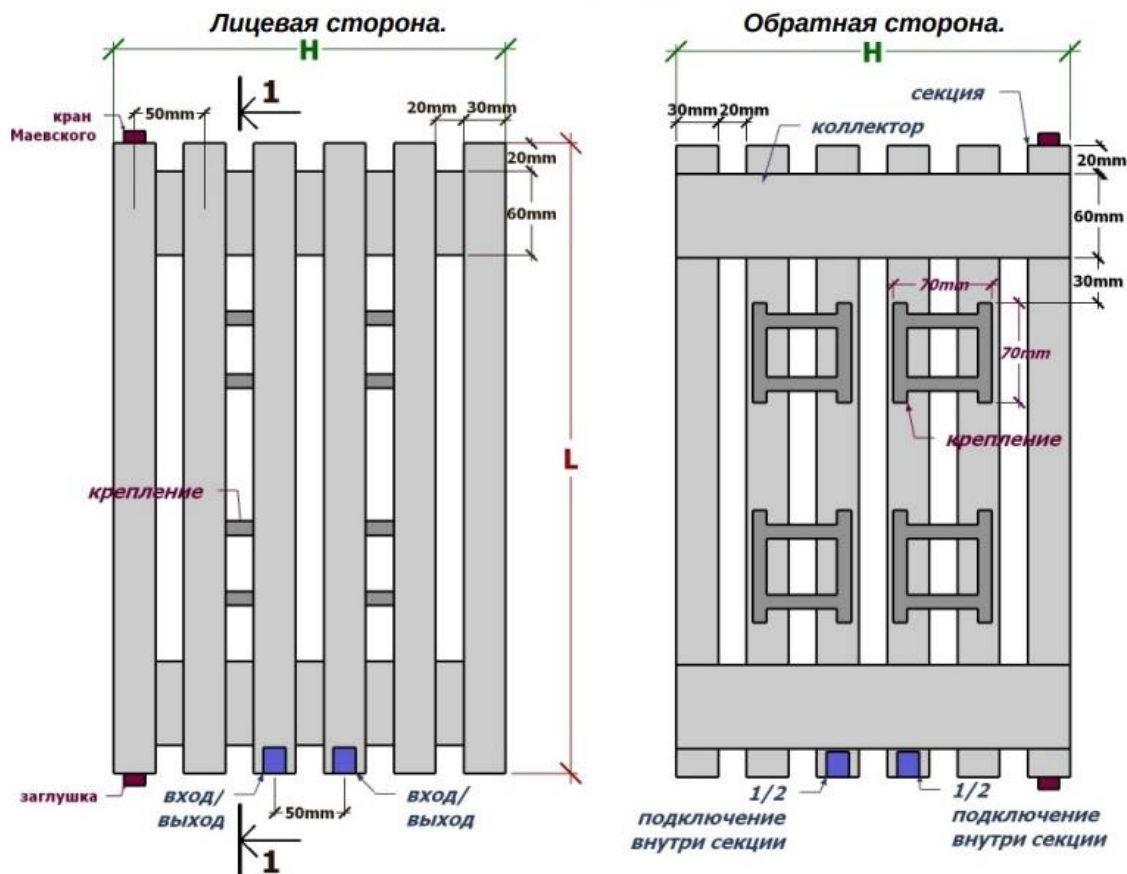 Лицевая сторона.
H
1
кран
Маевского
50mm
20mm
30mm
20mm
60mm
крепление
L
заглушка
вход/
выход
50mm
вход/
выход
1
Обратная сторона.
H
секция
30mm
20mm
коллектор
20mm
60mm
30mm
70mm
70mm
крепление
1/2
подключение
внутри секции
1/2
подключение
внутри секции